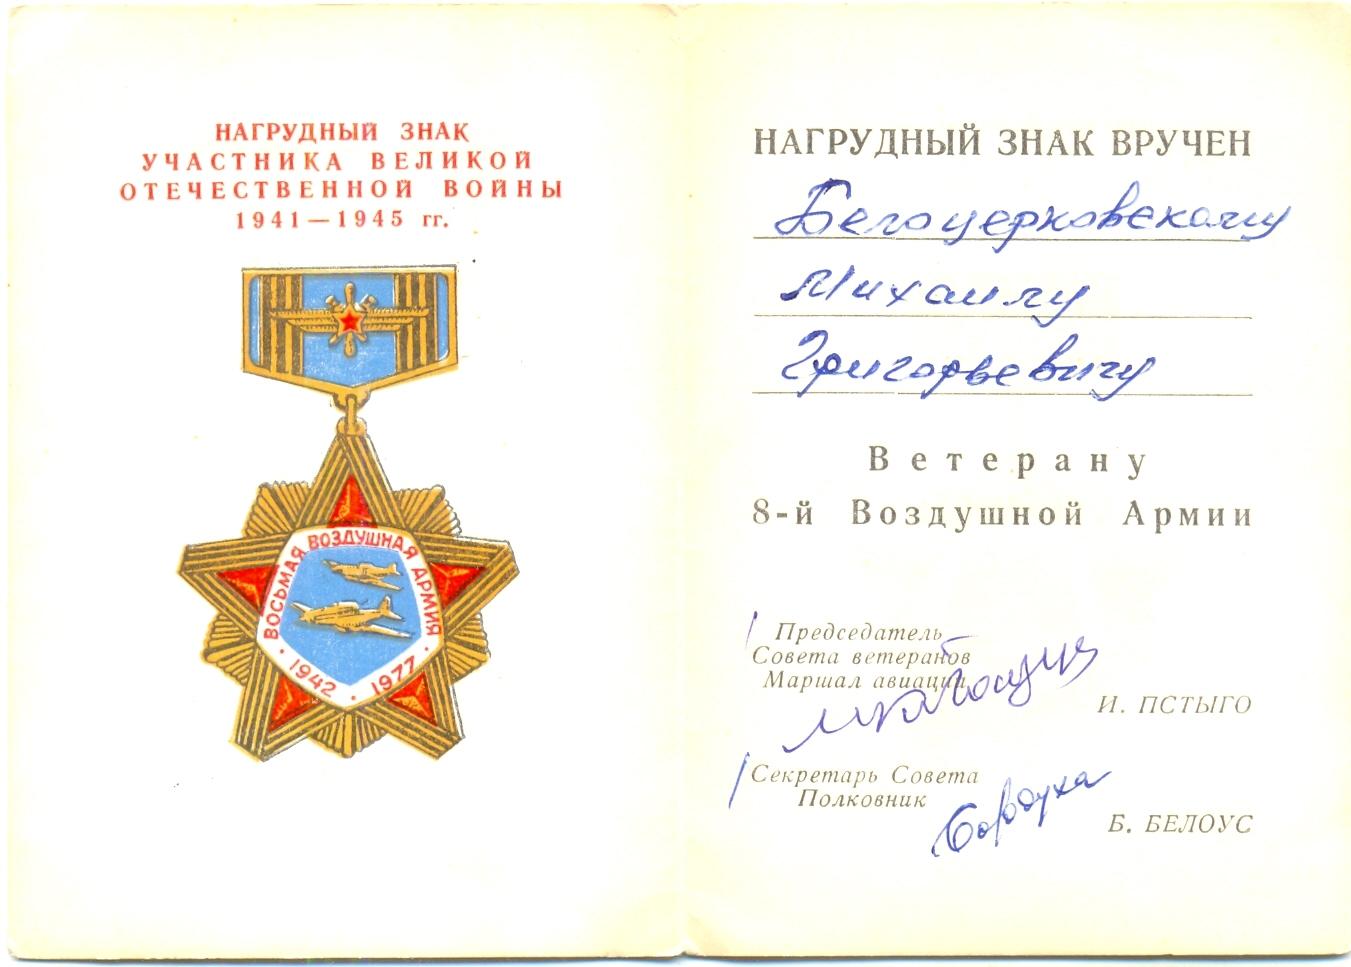 НАГРУДНЫЙ ЗНАК
УЧАСТНИКА ВЕЛИКОЙ
ОТЕЧЕСТВЕННОЙ ВОЙНЫ
1941—1945 гг.
ВОСЬМАЯ ВОЗДУШНАЯ АРМИЯ
· 1942 · 1977 ·
НАГРУДНЫЙ ЗНАК ВРУЧЕН
Белоцерковскому
Михаилу
Григорьевичу
Ветерану
8-й Воздушной Армии
Председатель
Совета ветеранов
Маршал авиации
И. ПСТЫГО
Секретарь Совета
Полковник
Б. БЕЛОУС